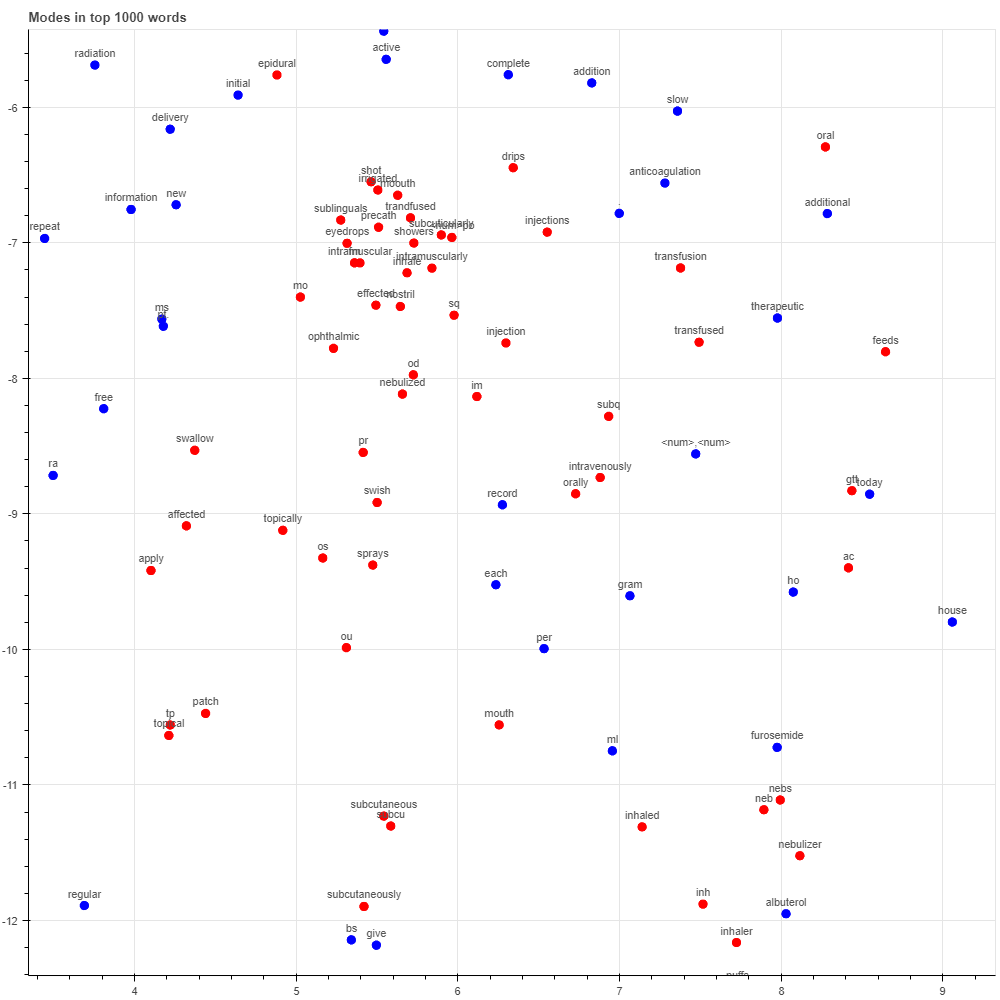 Modes in top 1000 words
radiation
active
epidural
complete
addition
initial
slow
-6
delivery
oral
drips
shot
irrigated
moouth
anticoagulation
information
new
trandfused
additional
sublinguals
precath
.
repeat
eyedrops
showers
subcuticularly
injections
-7
intramuscular
inhale
intramuscularly
transfusion
mo
effected
nostril
sq
ms
therapeutic
ophthalmic
injection
transfused
feeds
od
-8
nebulized
im
free
subq
swallow
pr
<num>.<num>
ra
intravenously
gtt
today
swish
record
orally
-9
affected
topically
apply
os
sprays
ac
each
gram
ho
house
ou
per
-10
patch
tp
topical
mouth
ml
furosemide
-11
nebs
neb
subcutaneous
subcu
inhaled
nebulizer
regular
subcutaneously
inh
albuterol
-12
bs
give
inhaler
puffs
4
5
6
7
8
9